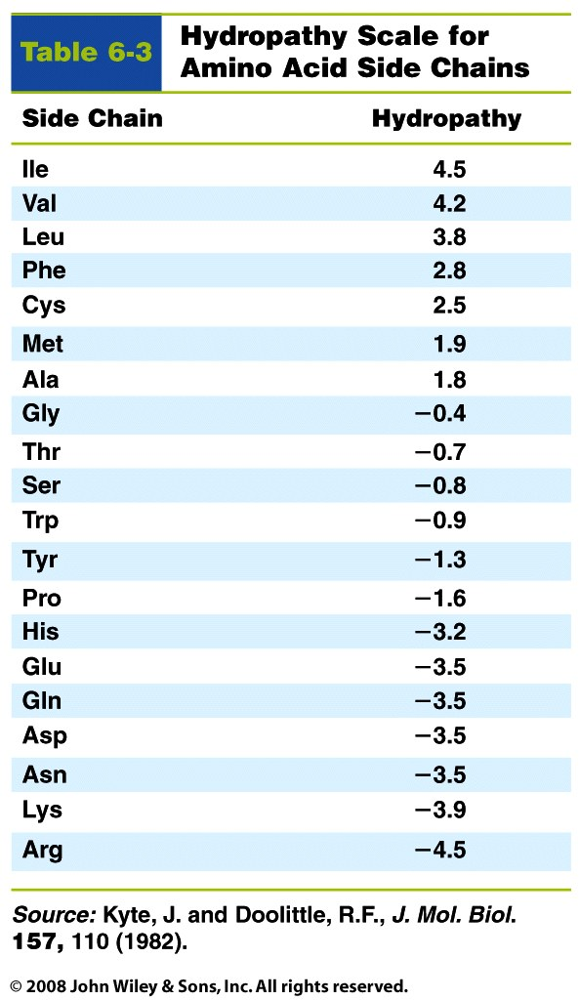 Table 6-3
Hydropathy Scale for
Amino Acid Side Chains
Side Chain Hydropathy
Ile 4.5
Val 4.2
Leu 3.8
Phe 2.8
Cys 2.5
Met 1.9
Ala 1.8
Gly −0.4
Thr −0.7
Ser −0.8
Trp −0.9
Tyr −1.3
Pro −1.6
His −3.2
Glu −3.5
Gln −3.5
Asp −3.5
Asn −3.5
Lys −3.9
Arg −4.5
Source: Kyte, J. and Doolittle, R.F., J. Mol. Biol.
157, 110 (1982).
© 2008 John Wiley & Sons, Inc. All rights reserved.